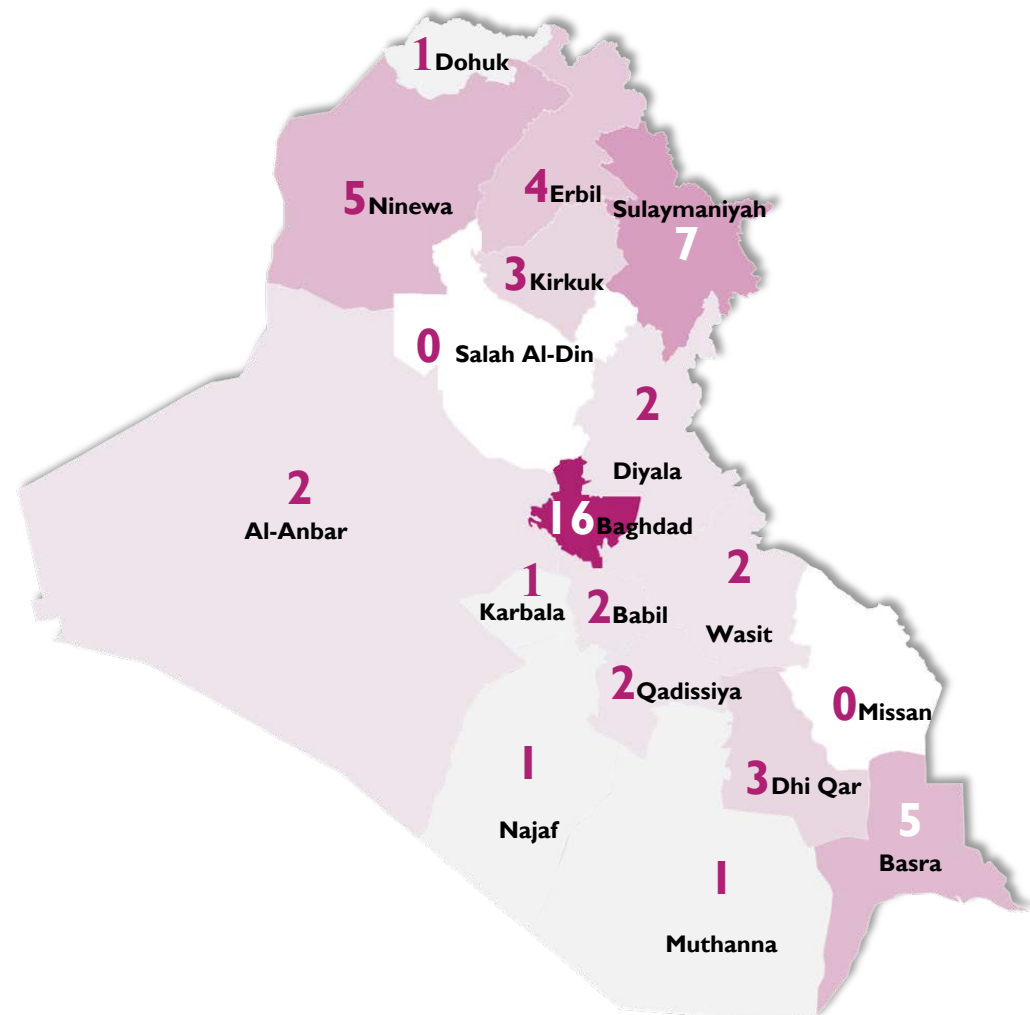 1 Dohuk
5 Ninewa
4 Erbil
Sulaymaniyah
7
3 Kirkuk
0 Salah Al-Din
2
Diyala
2
Al-Anbar
16 Baghdad
1
Karbala
2 Babil
2
Wasit
2 Qadissiya
0 Missan
1
Najaf
3 Dhi Qar
5
Basra
1
Muthanna